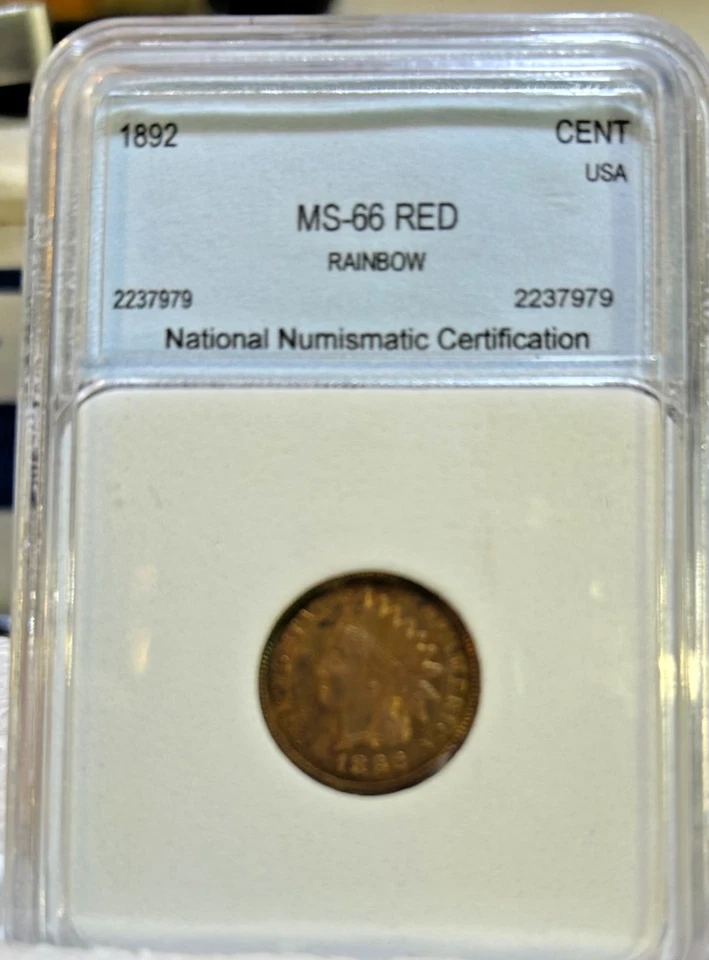 1892 CENT
USA
MS-66 RED
RAINBOW
2237979 2237979
National Numismatic Certification